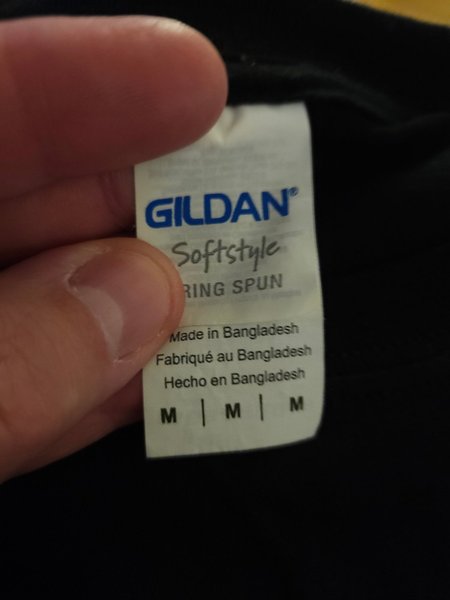 GILDAN®
Softstyle
RING SPUN
Made in Bangladesh
Fabriqué au Bangladesh
Hecho en Bangladesh
M | M | M